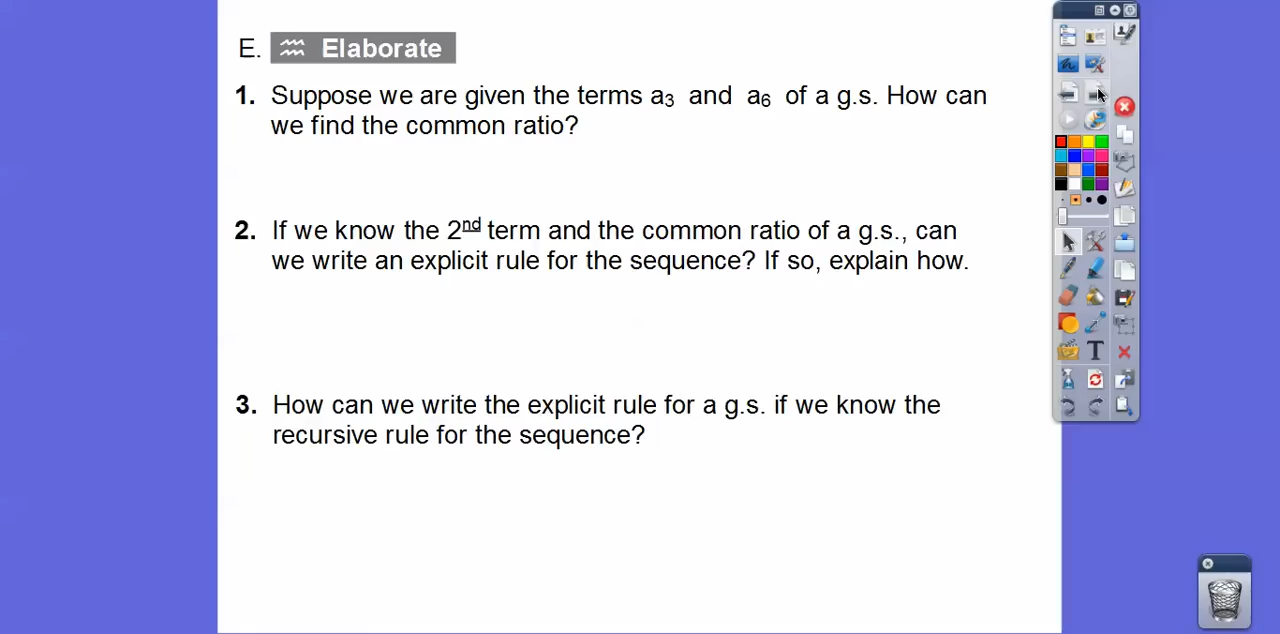 E. Elaborate
1. Suppose we are given the terms a₃ and a₆ of a g.s. How can
we find the common ratio?
2. If we know the 2ⁿᵈ term and the common ratio of a g.s., can
we write an explicit rule for the sequence? If so, explain how.
3. How can we write the explicit rule for a g.s. if we know the
recursive rule for the sequence?
T